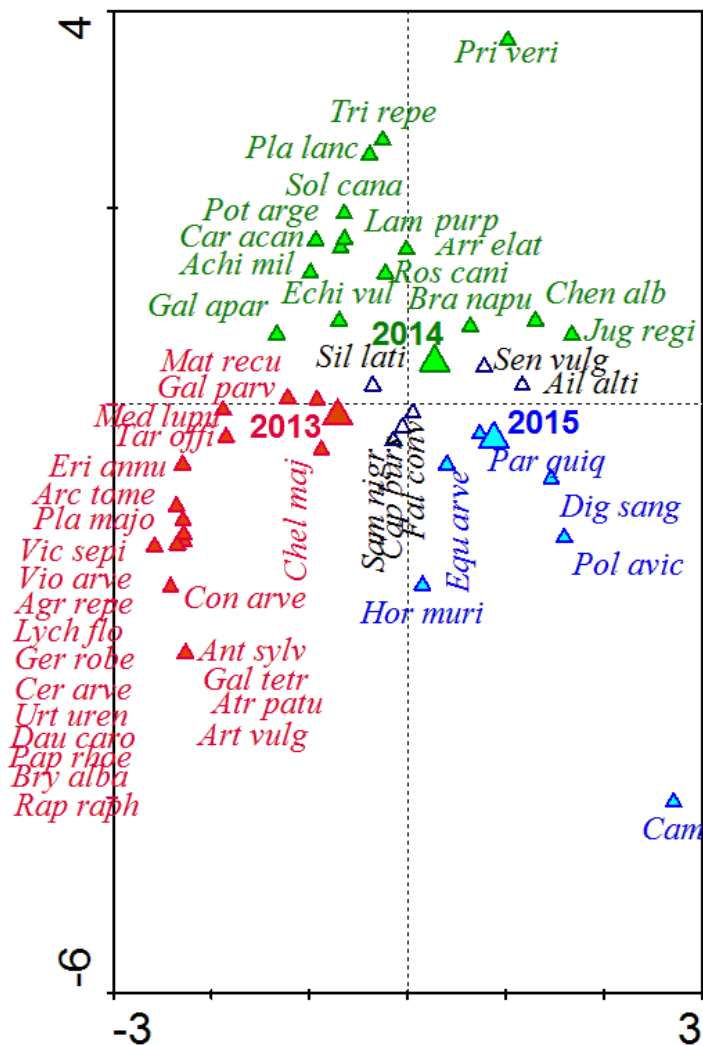 4
Pri veri
Tri repe
Pla lanc
Sol cana
Pot arge
Lam purp
Car acan
Arr elat
Achi mil
Ros cani
Echi vul
Bra napu
Chen alb
Gal apar
2014
Jug regi
Mat recu
Sil lati
Sen vulg
Gal parv
Ail alti
Med lupu
2013
2015
Tar offi
Par quiq
Eri annu
Chel maj
Sam nigr
Cap burs
Fal conv
Equ arve
Arc tome
Dig sang
Pla majo
Vic sepi
Pol avic
Vio arve
Con arve
Hor muri
Agr repe
Lych flo
Ger robe
Ant sylv
Cer arve
Gal tetr
Urt uren
Atr patu
Dau caro
Art vulg
Pap rhoe
Bry alba
Rap raph
Cam
-6
-3
3